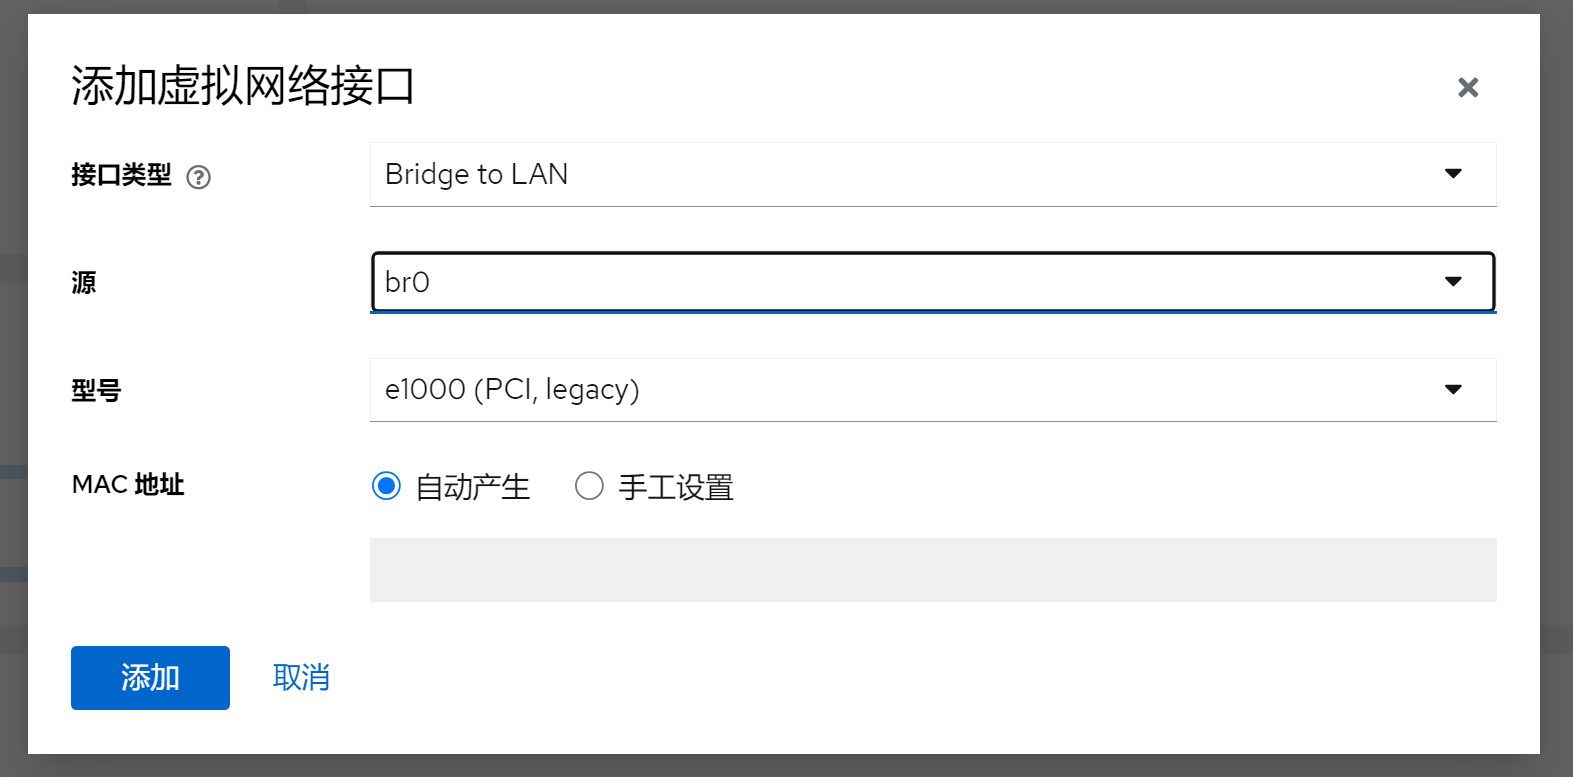 添加虚拟网络接口
接口类型
Bridge to LAN
源
br0
型号
e1000 (PCI, legacy)
MAC 地址
自动产生
手工设置
添加
取消